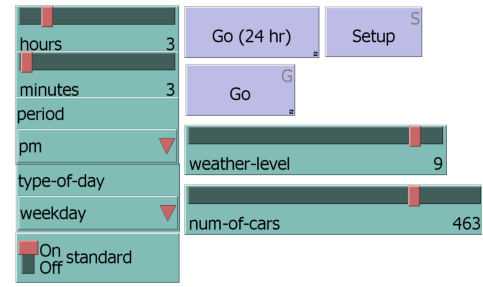 hours 3
minutes 3
period
pm
type-of-day
weekday
On
Off
standard
Go (24 hr)
Setup
S
Go
G
weather-level 9
num-of-cars 463